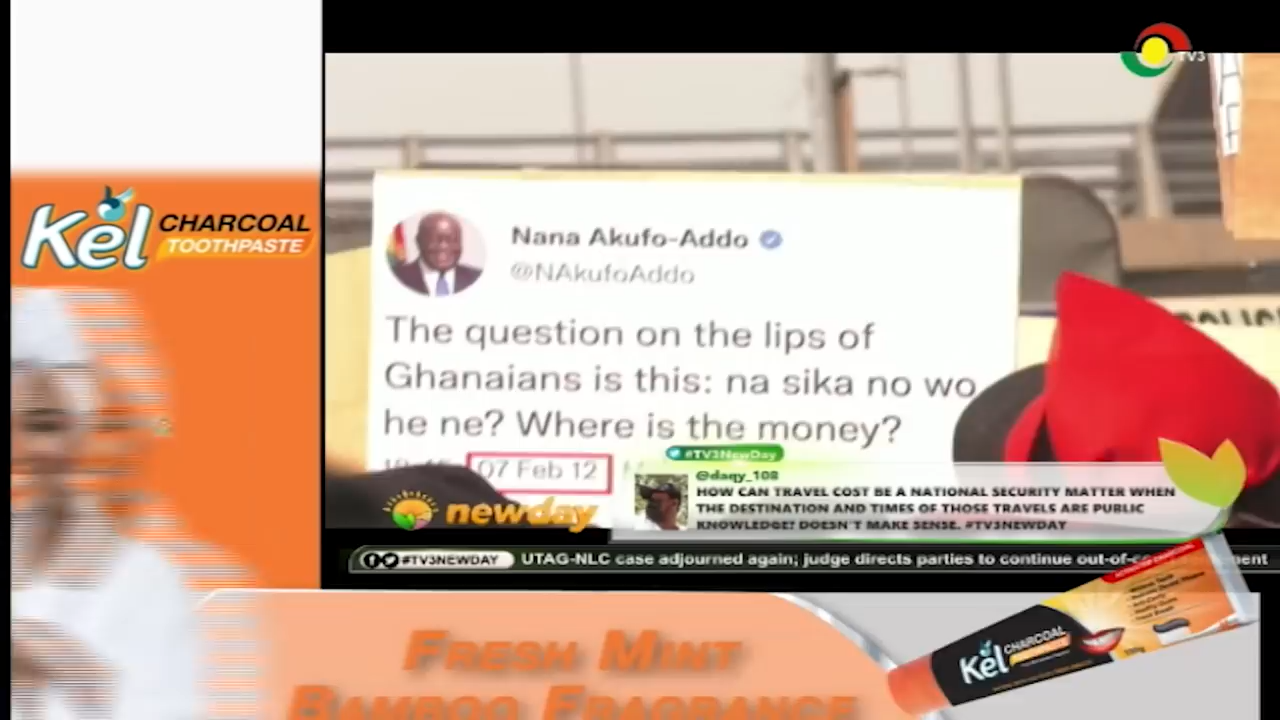 TV3
Kel CHARCOAL
TOOTHPASTE
Nana Akufo-Addo
@NAkufoAddo
The question on the lips of
Ghanaians is this: na sika no wo
he ne? Where is the money?
07 Feb 12
#TV3NewDay
@daqy_108
HOW CAN TRAVEL COST BE A NATIONAL SECURITY MATTER WHEN
THE DESTINATION AND TIMES OF THOSE TRAVELS ARE PUBLIC
KNOWLEDGE? DOESN'T MAKE SENSE. #TV3NEWDAY
newday
#TV3NEWDAY
UTAG-NLC case adjourned again; judge directs parties to continue out-of-
Kel CHARCOAL
FRESH MINT
BAMBOO FRAGRANCE